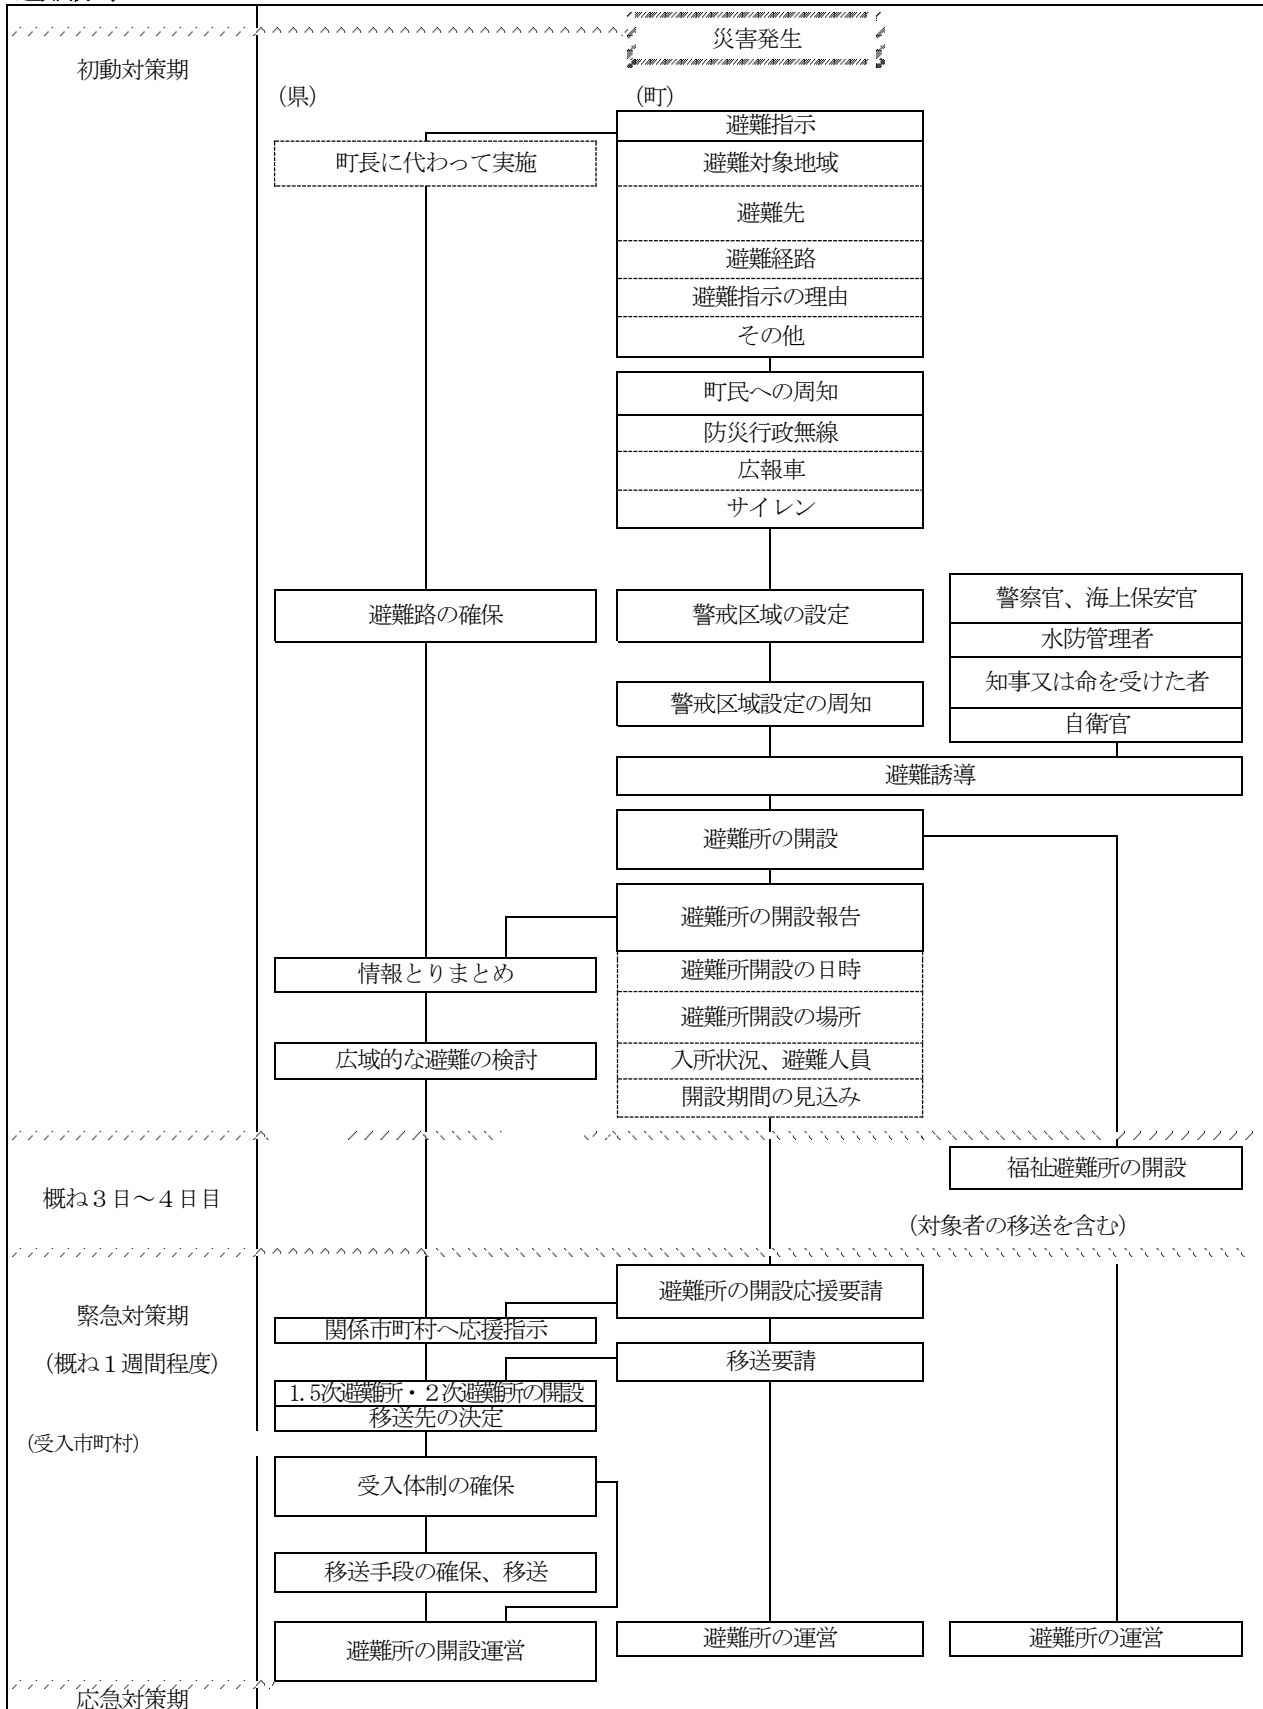 災害発生
初動対策期
(県)
(町)
避難指示
町長に代わって実施
避難対象地域
避難先
避難経路
避難指示の理由
その他
町民への周知
防災行政無線
広報車
サイレン
避難路の確保
警戒区域の設定
警察官、海上保安官
水防管理者
知事又は命を受けた者
自衛官
警戒区域設定の周知
避難誘導
避難所の開設
避難所の開設報告
情報とりまとめ
避難所開設の日時
避難所開設の場所
広域的な避難の検討
入所状況、避難人員
開設期間の見込み
福祉避難所の開設
概ね3日~4日目
(対象者の移送を含む)
避難所の開設応援要請
緊急対策期
関係市町村へ応援指示
(概ね1週間程度)
移送要請
1.5次避難所・2次避難所の開設
移送先の決定
(受入市町村)
受入体制の確保
移送手段の確保、移送
避難所の開設運営
避難所の運営
避難所の運営
応急対策期